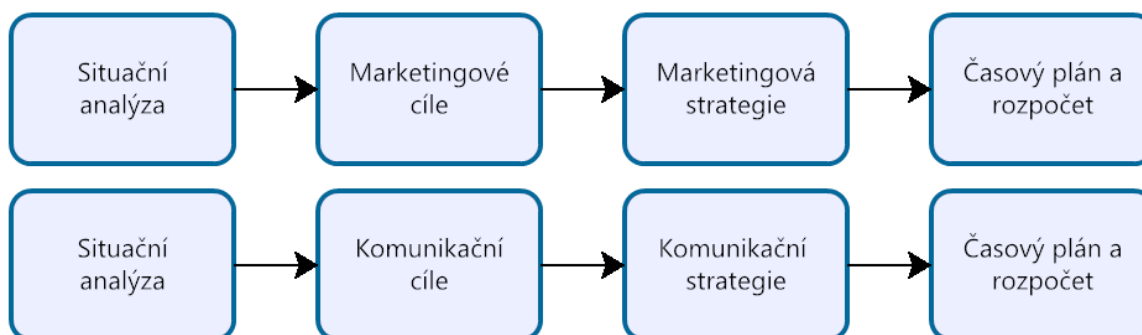 Situační
analýza
Marketingové
cíle
Marketingová
strategie
Časový plán a
rozpočet
Situační
analýza
Komunikační
cíle
Komunikační
strategie
Časový plán a
rozpočet